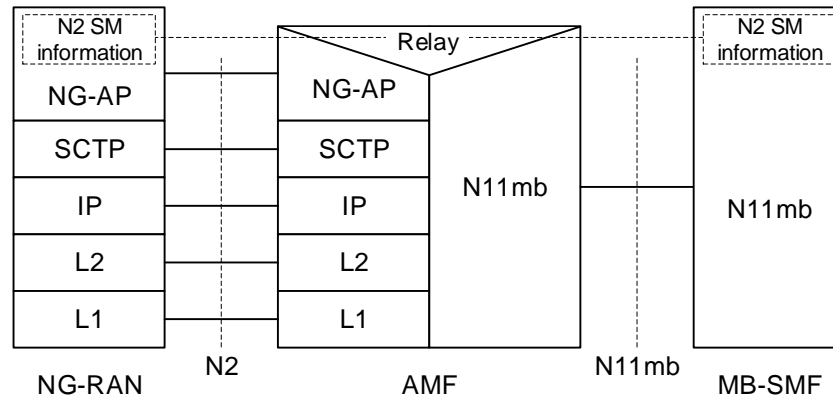 N2 SM
information
Relay
N2 SM
information
NG-AP
NG-AP
SCTP
SCTP
N11mb
IP
IP
N11mb
L2
L2
L1
L1
N2
N11mb
NG-RAN
AMF
MB-SMF